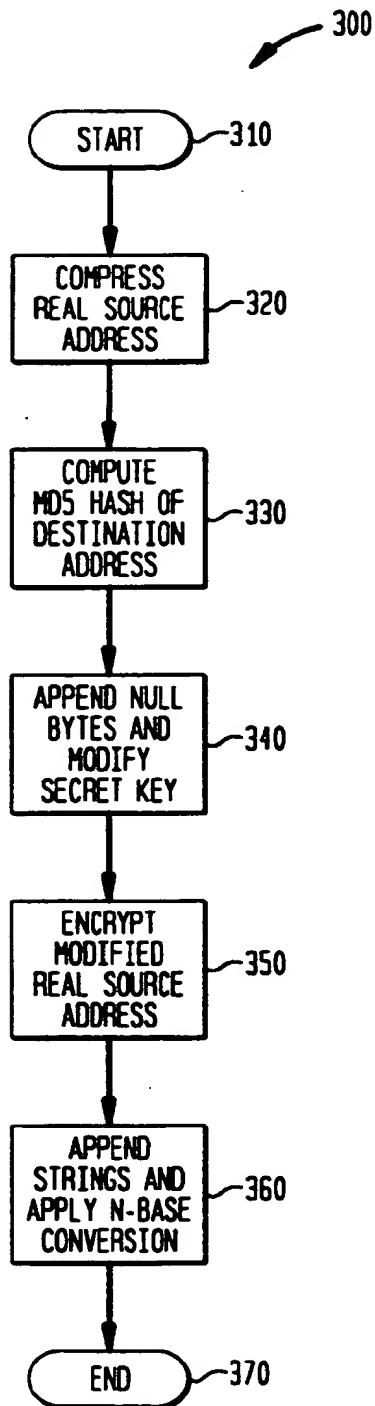 300
START
310
COMPRESS
REAL SOURCE
ADDRESS
320
COMPUTE
MD5 HASH OF
DESTINATION
ADDRESS
330
APPEND NULL
BYTES AND
MODIFY
SECRET KEY
340
ENCRYPT
MODIFIED
REAL SOURCE
ADDRESS
350
APPEND
STRINGS AND
APPLY N-BASE
CONVERSION
360
END
370